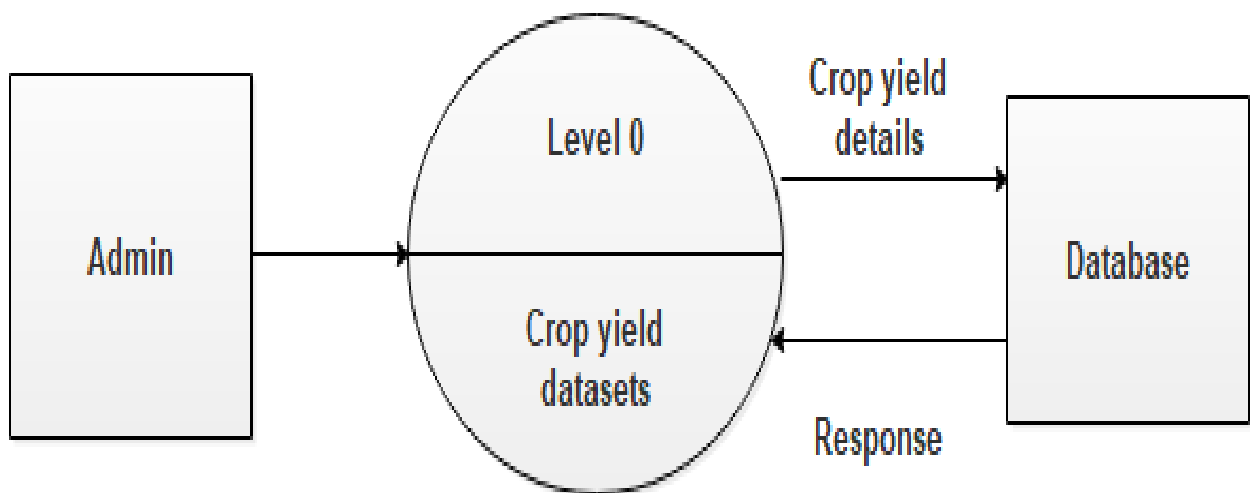 Admin
Level 0
Crop yield
datasets
Crop yield
details
Response
Database